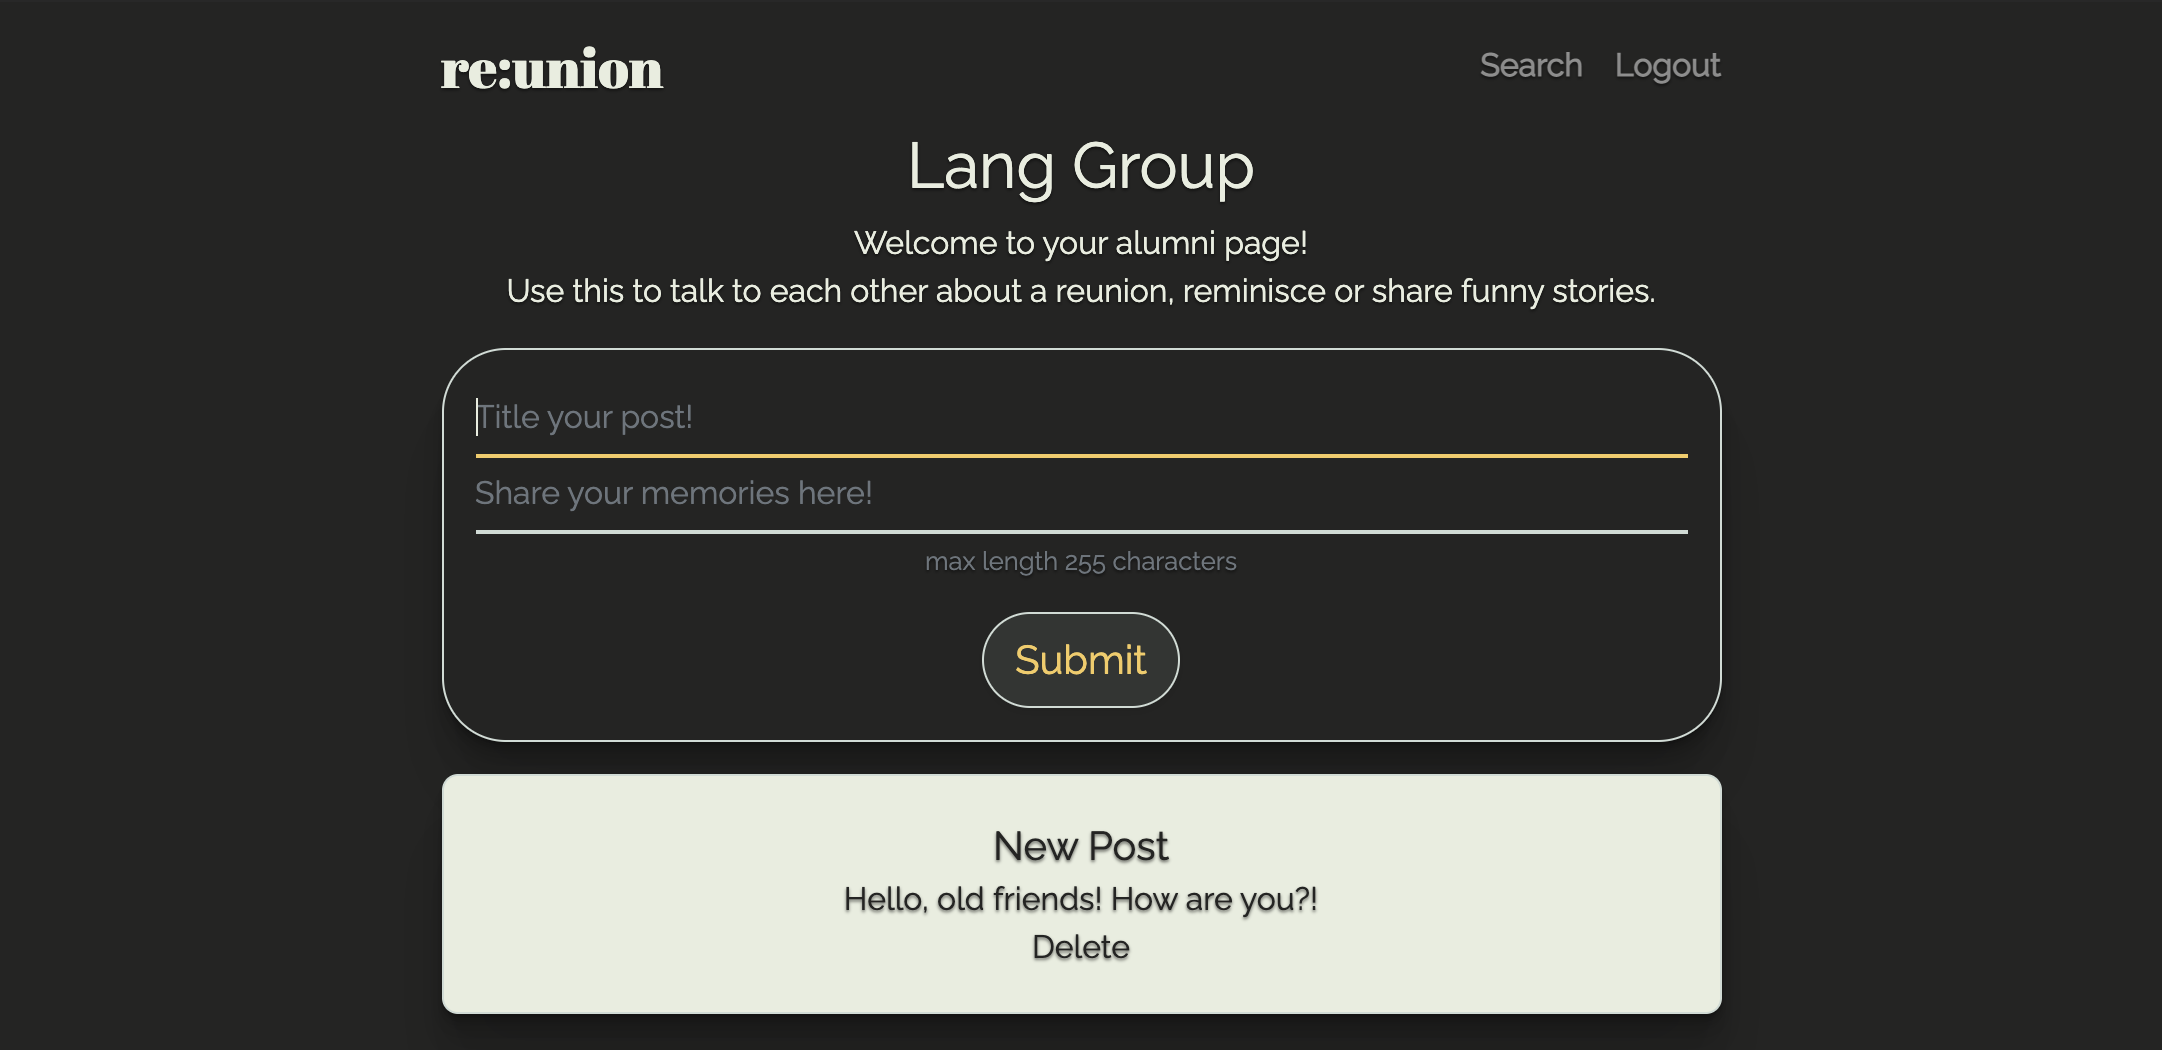 re:union
Search Logout
Lang Group
Welcome to your alumni page!
Use this to talk to each other about a reunion, reminisce or share funny stories.
Title your post!
Share your memories here!
max length 255 characters
Submit
New Post
Hello, old friends! How are you?!
Delete